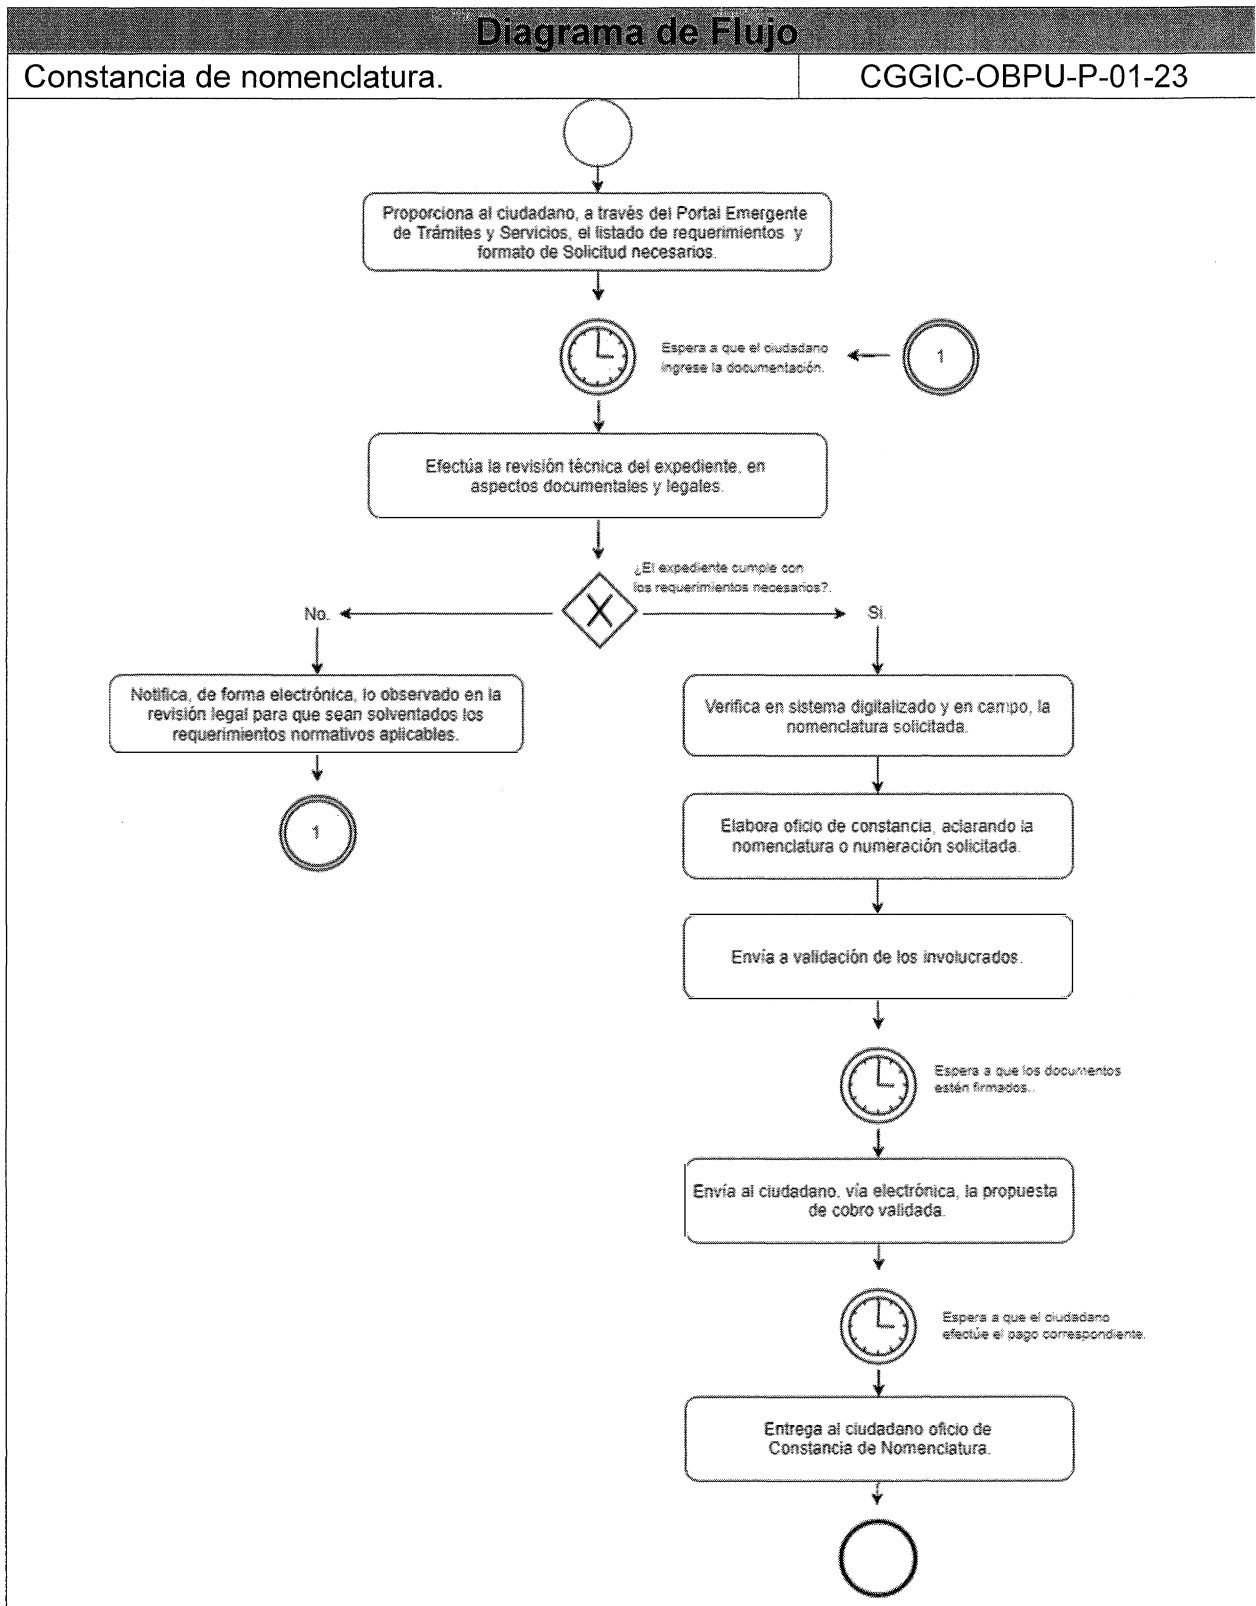 Diagrama de Flujo
Constancia de nomenclatura.
CGGIC-OBPU-P-01-23
Proporciona al ciudadano, a través del Portal Emergente
de Trámites y Servicios, el listado de requerimientos y
formato de Solicitud necesarios.
Espera a que el ciudadano
ingrese la documentación.
1
Efectúa la revisión técnica del expediente, en
aspectos documentales y legales.
¿El expediente cumple con
los requerimientos necesarios?.
No.
Si.
Notifica, de forma electrónica, lo observado en la
revisión legal para que sean solventados los
requerimientos normativos aplicables.
1
Verifica en sistema digitalizado y en campo, la
nomenclatura solicitada.
Elabora oficio de constancia, aclarando la
nomenclatura o numeración solicitada.
Envía a validación de los involucrados.
Espera a que los documentos
estén firmados..
Envía al ciudadano, vía electrónica, la propuesta
de cobro validada.
Espera a que el ciudadano
efectúe el pago correspondiente.
Entrega al ciudadano oficio de
Constancia de Nomenclatura.